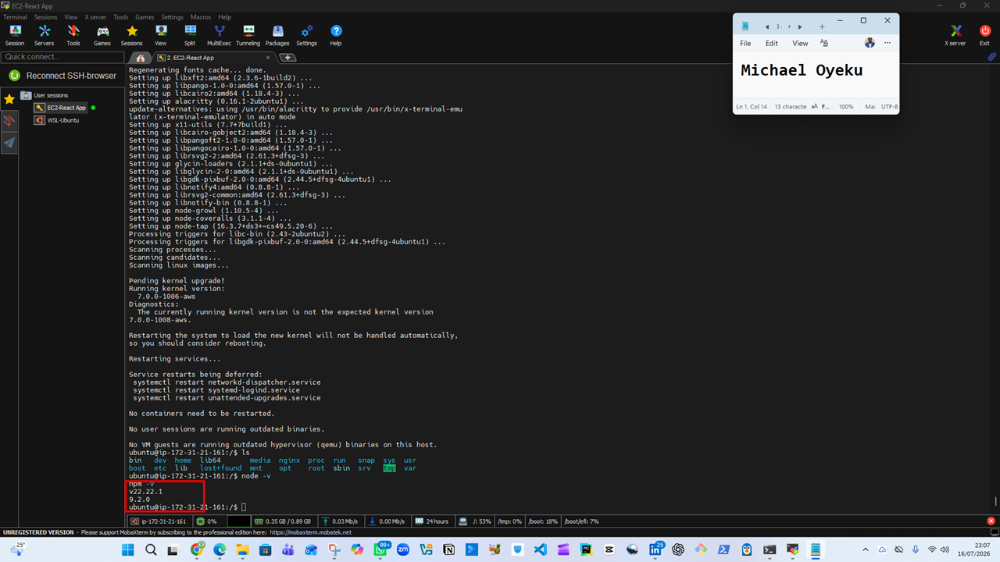 EC2-React App
Terminal Sessions View X server Tools Games Settings Macros Help
Session Servers Tools Games Sessions View Split MultiExec Tunneling Packages Settings Help X server Exit
Quick connect...
2. EC2-React App
Reconnect SSH-browser
User sessions
EC2-React App
WSL-Ubuntu
Regenerating fonts cache... done.
Setting up libxft2:amd64 (2.3.6-1build2) ...
Setting up libpango-1.0-0:amd64 (1.57.0-1) ...
Setting up libcairo2:amd64 (1.18.4-3) ...
Setting up alacritty (0.16.1-2ubuntu1) ...
update-alternatives: using /usr/bin/alacritty to provide /usr/bin/x-terminal-emu
lator (x-terminal-emulator) in auto mode
Setting up x11-utils (7.7+7build1) ...
Setting up libcairo-gobject2:amd64 (1.18.4-3) ...
Setting up libpangoft2-1.0-0:amd64 (1.57.0-1) ...
Setting up libpangocairo-1.0-0:amd64 (1.57.0-1) ...
Setting up librsvg2-2:amd64 (2.61.3+dfsg-3) ...
Setting up glycin-loaders (2.1.1+ds-0ubuntu1) ...
Setting up libglycin-2-0:amd64 (2.1.1+ds-0ubuntu1) ...
Setting up libgdk-pixbuf-2.0-0:amd64 (2.44.5+dfsg-4ubuntu1) ...
Setting up libnotify4:amd64 (0.8.8-1) ...
Setting up librsvg2-common:amd64 (2.61.3+dfsg-3) ...
Setting up libnotify-bin (0.8.8-1) ...
Setting up node-growl (1.10.5-4) ...
Setting up node-coveralls (3.1.1-4) ...
Setting up node-tap (16.3.7+ds3+~cs49.5.20-6) ...
Processing triggers for libc-bin (2.43-2ubuntu2) ...
Processing triggers for libgdk-pixbuf-2.0-0:amd64 (2.44.5+dfsg-4ubuntu1) ...
Scanning processes...
Scanning candidates...
Scanning linux images...
Pending kernel upgrade!
Running kernel version:
7.0.0-1006-aws
Diagnostics:
The currently running kernel version is not the expected kernel version
7.0.0-1008-aws.
Restarting the system to load the new kernel will not be handled automatically,
so you should consider rebooting.
Restarting services...
Service restarts being deferred:
systemctl restart networkd-dispatcher.service
systemctl restart systemd-logind.service
systemctl restart unattended-upgrades.service
No containers need to be restarted.
No user sessions are running outdated binaries.
No VM guests are running outdated hypervisor (qemu) binaries on this host.
ubuntu@ip-172-31-21-161:/$ ls
bin dev home lib64 media nginx proc run snap sys usr
boot etc lib lost+found mnt opt root sbin srv tmp var
ubuntu@ip-172-31-21-161:/$ node -v
npm -v
v22.22.1
9.2.0
ubuntu@ip-172-31-21-161:/$
File Edit View
Michael Oyeku
Ln 1, Col 14 13 characte F... 100% Ma UTF-8
ip-172-31-21-161 0% 0.35 GB / 0.89 GB 0.03 Mb/s 0.00 Mb/s 24 hours /: 53% /tmp: 0% /boot: 18% /boot/efi: 7%
UNREGISTERED VERSION - Please support MobaXterm by subscribing to the professional edition here: https://mobaxterm.mobatek.net
25° 99+ 25 23:07
16/07/2026